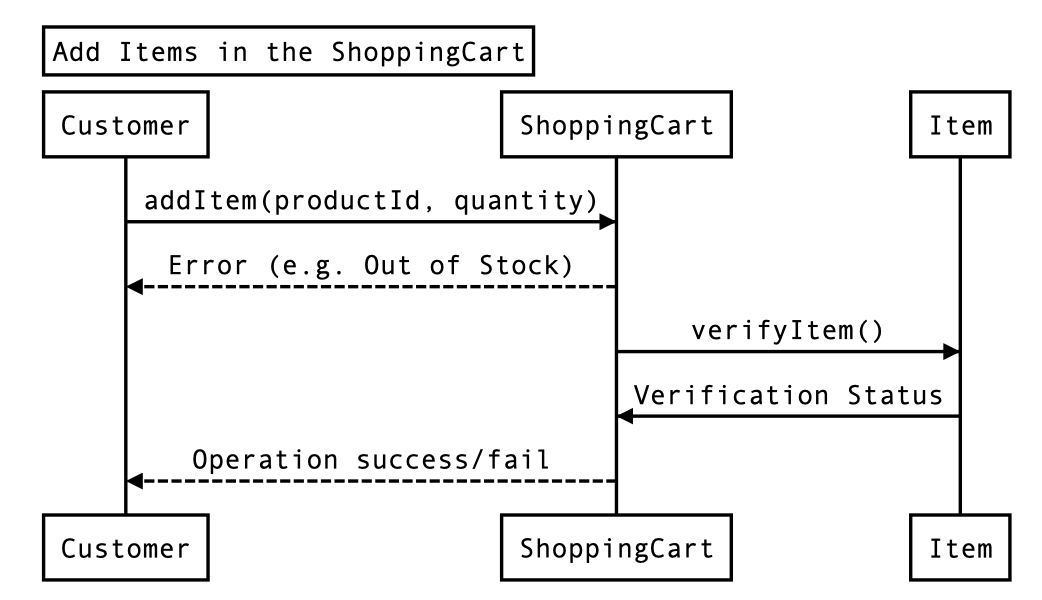 Add Items in the ShoppingCart
Customer
ShoppingCart
Item
addItem(productId, quantity)
Error (e.g. Out of Stock)
verifyItem()
Verification Status
Operation success/fail
Customer
ShoppingCart
Item